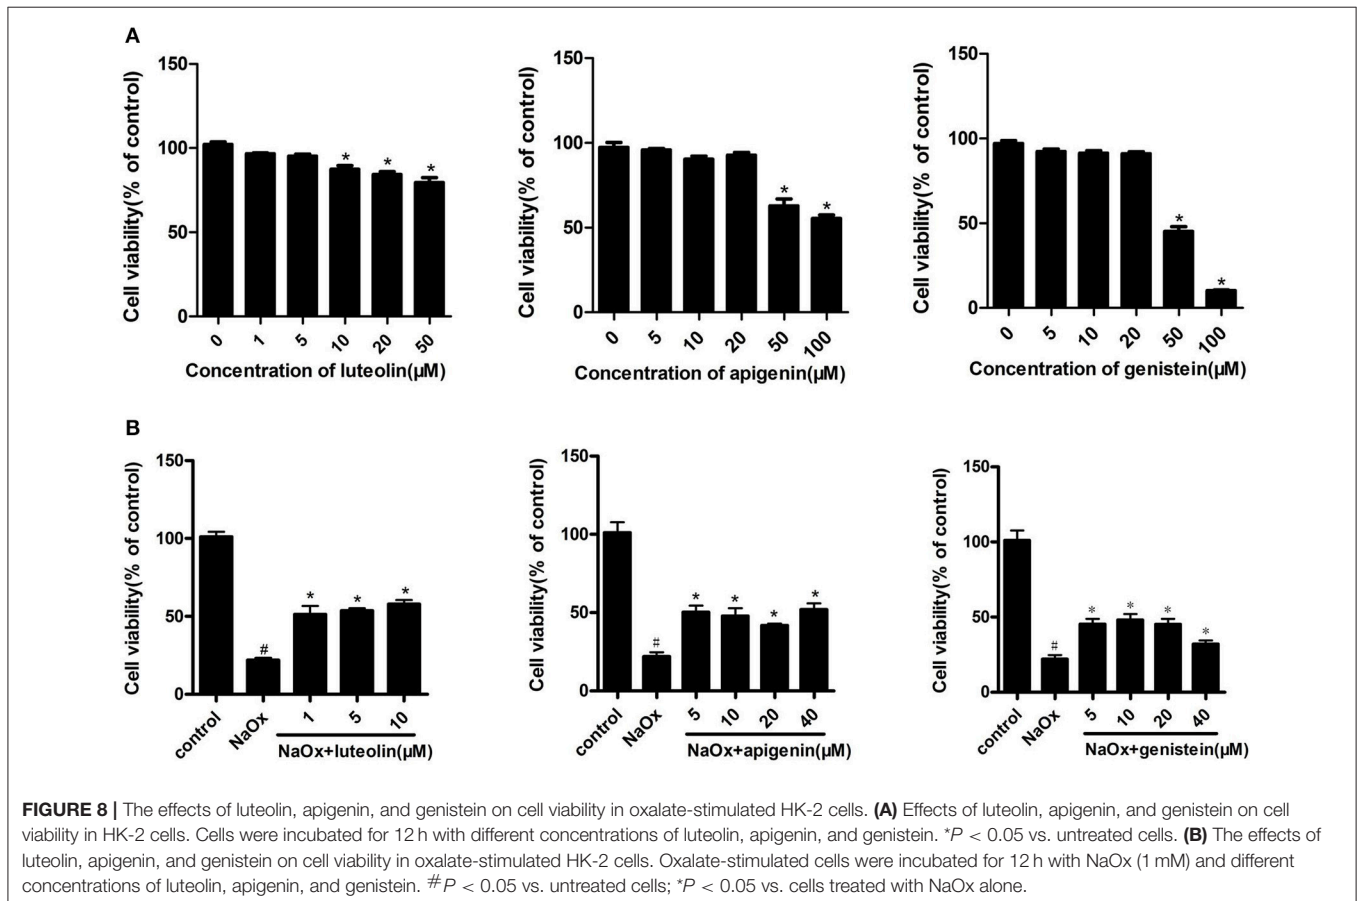 A
Cell viability(% of control)
150
100
50
0
* * *
0 1 5 10 20 50
Concentration of luteolin(μM)
Cell viability(% of control)
150
100
50
0
* *
0 5 10 20 50 100
Concentration of apigenin(μM)
Cell viability(% of control)
150
100
50
0
* *
0 5 10 20 50 100
Concentration of genistein(μM)
B
Cell viability(% of control)
150
100
50
0
# * * *
control NaOx 1 5 10
NaOx+luteolin(μM)
Cell viability(% of control)
150
100
50
0
# * * * *
control NaOx 5 10 20 40
NaOx+apigenin(μM)
Cell viability(% of control)
150
100
50
0
# * * * *
control NaOx 5 10 20 40
NaOx+genistein(μM)
FIGURE 8 | The effects of luteolin, apigenin, and genistein on cell viability in oxalate-stimulated HK-2 cells. (A) Effects of luteolin, apigenin, and genistein on cell
viability in HK-2 cells. Cells were incubated for 12 h with different concentrations of luteolin, apigenin, and genistein. *P < 0.05 vs. untreated cells. (B) The effects of
luteolin, apigenin, and genistein on cell viability in oxalate-stimulated HK-2 cells. Oxalate-stimulated cells were incubated for 12 h with NaOx (1 mM) and different
concentrations of luteolin, apigenin, and genistein. #P < 0.05 vs. untreated cells; *P < 0.05 vs. cells treated with NaOx alone.